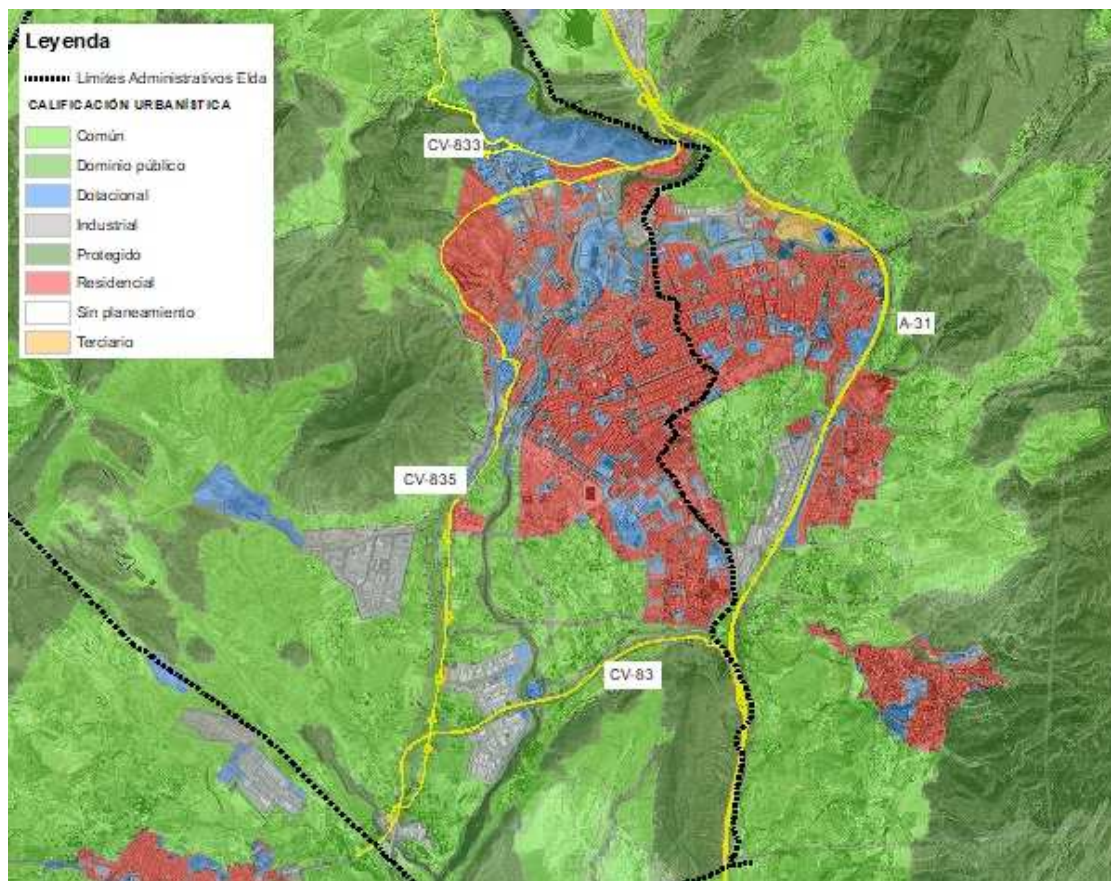 Leyenda
Límites Administrativos Elda
CALIFICACIÓN URBANÍSTICA
Común
Dominio público
Dotacional
Industrial
Protegido
Residencial
Sin planeamiento
Terciario
CV-833
A-31
CV-835
CV-83